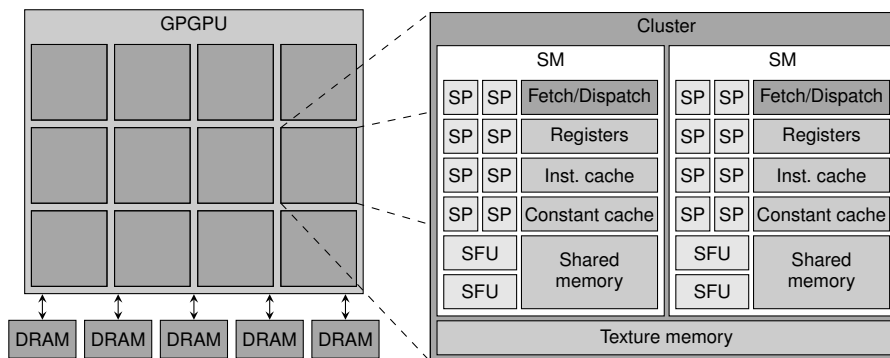 GPGPU
DRAM DRAM DRAM DRAM DRAM
Cluster
SM
SP SP Fetch/Dispatch
SP SP Registers
SP SP Inst. cache
SP SP Constant cache
SFU
SFU
Shared
memory
SM
SP SP Fetch/Dispatch
SP SP Registers
SP SP Inst. cache
SP SP Constant cache
SFU
SFU
Shared
memory
Texture memory